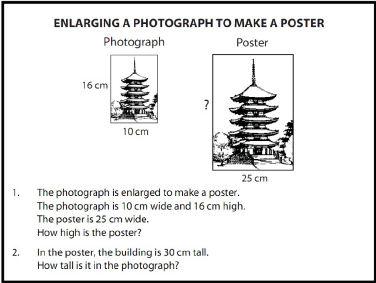 ENLARGING A PHOTOGRAPH TO MAKE A POSTER
Photograph
Poster
16 cm
?
10 cm
25 cm
1. The photograph is enlarged to make a poster.
The photograph is 10 cm wide and 16 cm high.
The poster is 25 cm wide.
How high is the poster?
2. In the poster, the building is 30 cm tall.
How tall is it in the photograph?